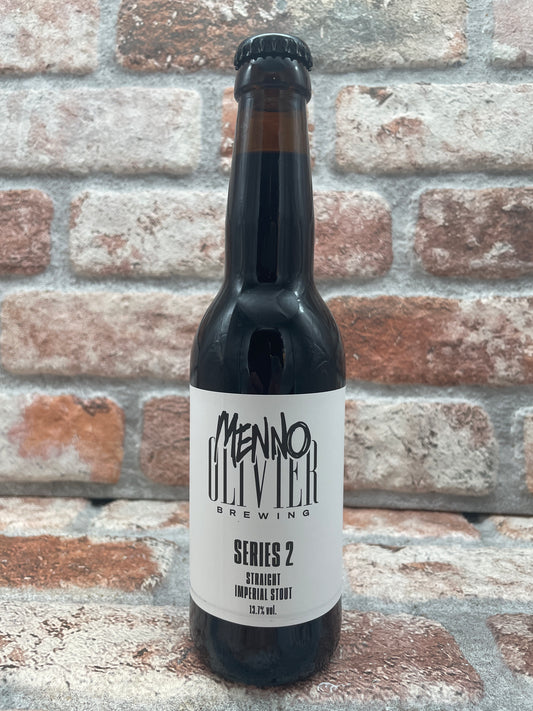 MENNO
OLIVIER
BREWING
SERIES 2
STRAIGHT
IMPERIAL STOUT
13.7% vol.